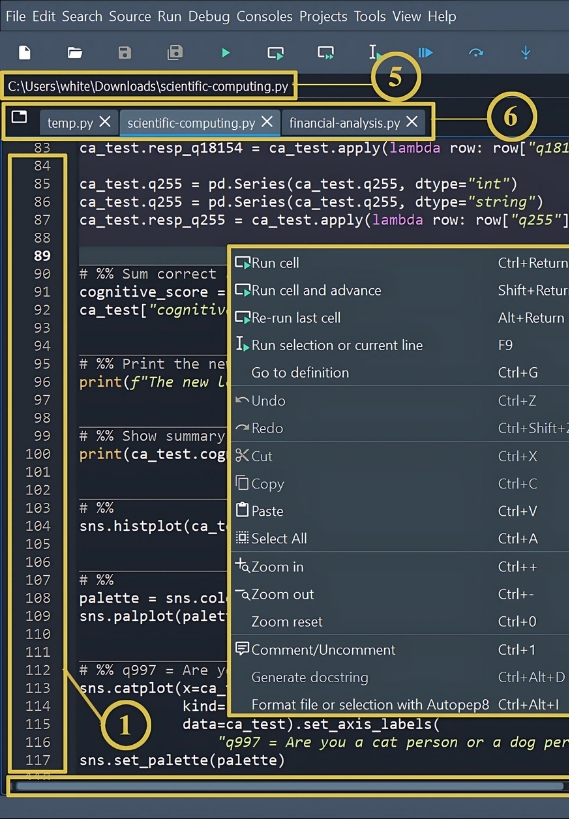 File Edit Search Source Run Debug Consoles Projects Tools View Help
C:\Users\white\Downloads\scientific-computing.py
5
temp.py scientific-computing.py financial-analysis.py
6
83 ca_test.resp_q18154 = ca_test.apply(lambda row: row["q181
84
85 ca_test.q255 = pd.Series(ca_test.q255, dtype="int")
86 ca_test.q255 = pd.Series(ca_test.q255, dtype="string")
87 ca_test.resp_q255 = ca_test.apply(lambda row: row["q255"]
88
89
90 # %% Sum correct
91 cognitive_score =
92 ca_test["cognitiv
93
94
95 # %% Print the ne
96 print(f"The new l
97
98
99 # %% Show summary
100 print(ca_test.cog
101
102
103 # %%
104 sns.histplot(ca_t
105
106
107 # %%
108 palette = sns.colo
109 sns.palplot(palet
110
111
112 # %% q997 = Are y
113 sns.catplot(x=ca_t
114 kind=
115 data=ca_test).set_axis_labels(
116 "q997 = Are you a cat person or a dog per
117 sns.set_palette(palette)
1
Run cell Ctrl+Return
Run cell and advance Shift+Retur
Re-run last cell Alt+Return
Run selection or current line F9
Go to definition Ctrl+G
Undo Ctrl+Z
Redo Ctrl+Shift+Z
Cut Ctrl+X
Copy Ctrl+C
Paste Ctrl+V
Select All Ctrl+A
Zoom in Ctrl++
Zoom out Ctrl+-
Zoom reset Ctrl+0
Comment/Uncomment Ctrl+1
Generate docstring Ctrl+Alt+D
Format file or selection with Autopep8 Ctrl+Alt+I